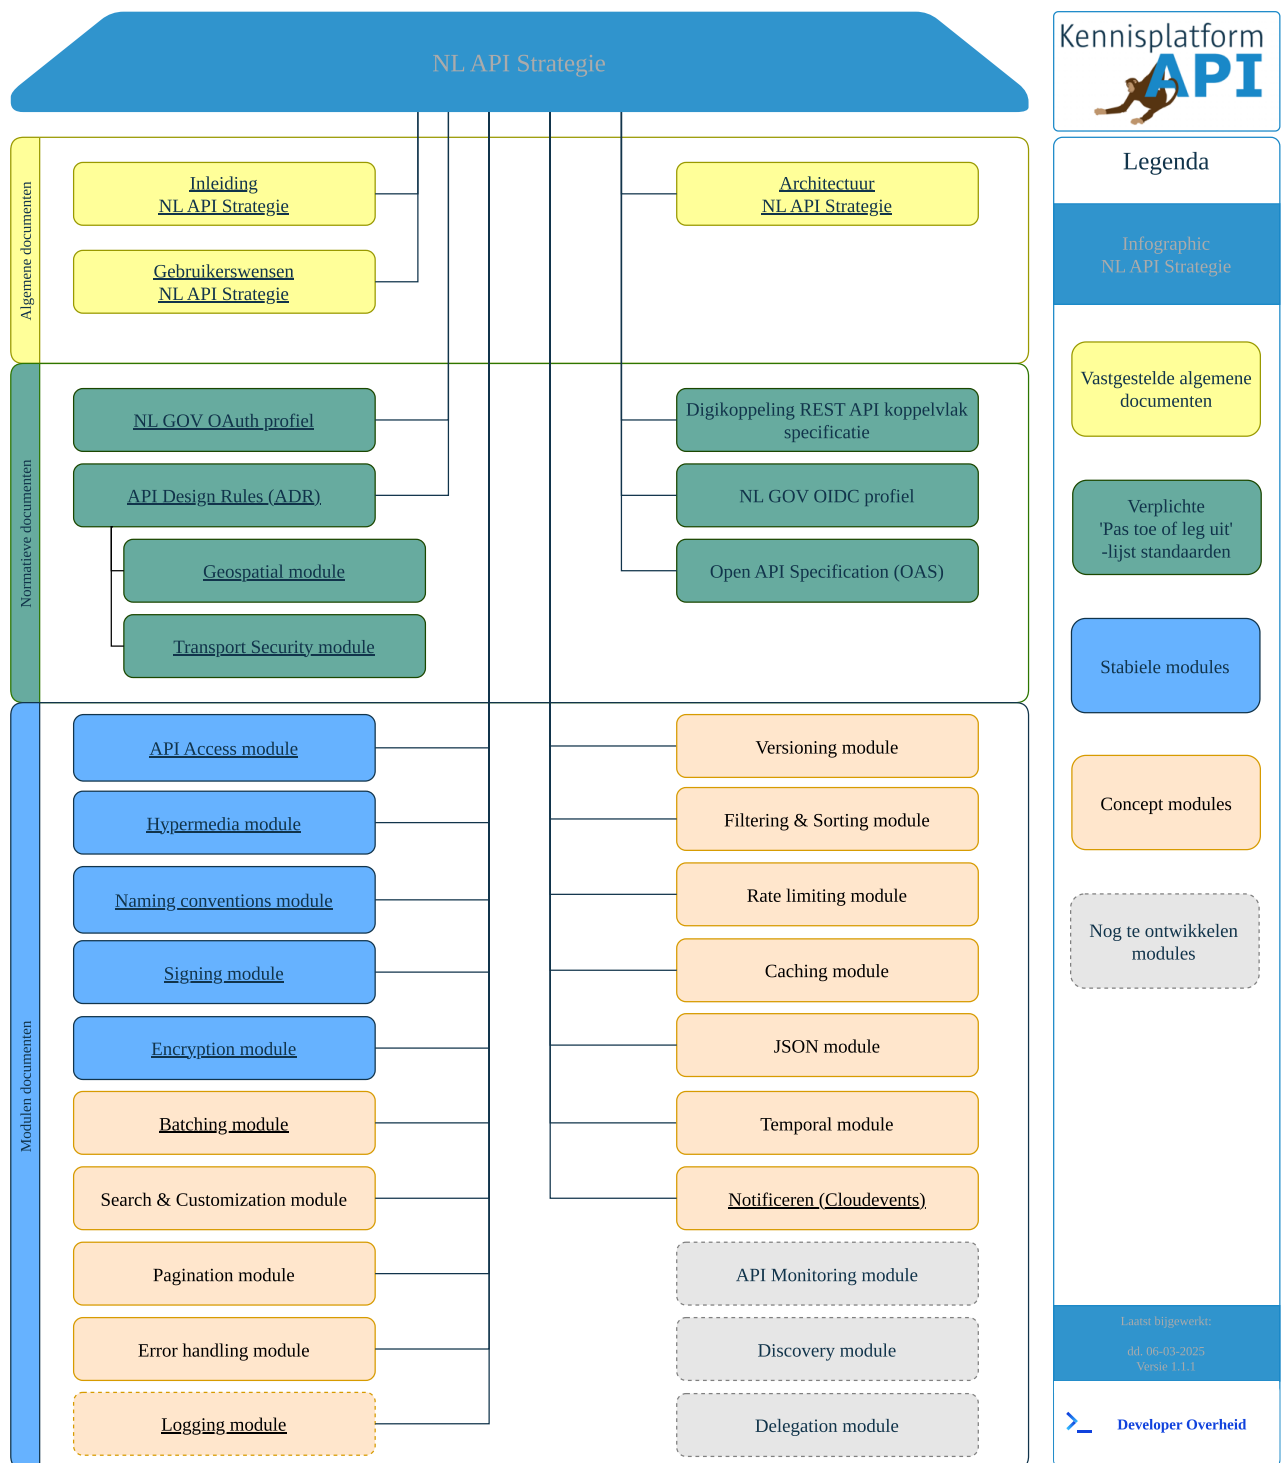 NL API Strategie
Kennisplatform
API
Algemene documenten
Inleiding
NL API Strategie
Architectuur
NL API Strategie
Gebruikerswensen
NL API Strategie
Normatieve documenten
NL GOV OAuth profiel
Digikoppeling REST API koppelvlak
specificatie
API Design Rules (ADR)
NL GOV OIDC profiel
Geospatial module
Open API Specification (OAS)
Transport Security module
Modulen documenten
API Access module
Versioning module
Hypermedia module
Filtering & Sorting module
Naming conventions module
Rate limiting module
Signing module
Caching module
Encryption module
JSON module
Batching module
Temporal module
Search & Customization module
Notificeren (Cloudevents)
Pagination module
API Monitoring module
Error handling module
Discovery module
Logging module
Delegation module
Legenda
Infographic
NL API Strategie
Vastgestelde algemene
documenten
Verplichte
'Pas toe of leg uit'
-lijst standaarden
Stabiele modules
Concept modules
Nog te ontwikkelen
modules
Laatst bijgewerkt:
dd. 06-03-2025
Versie 1.1.1
Developer Overheid